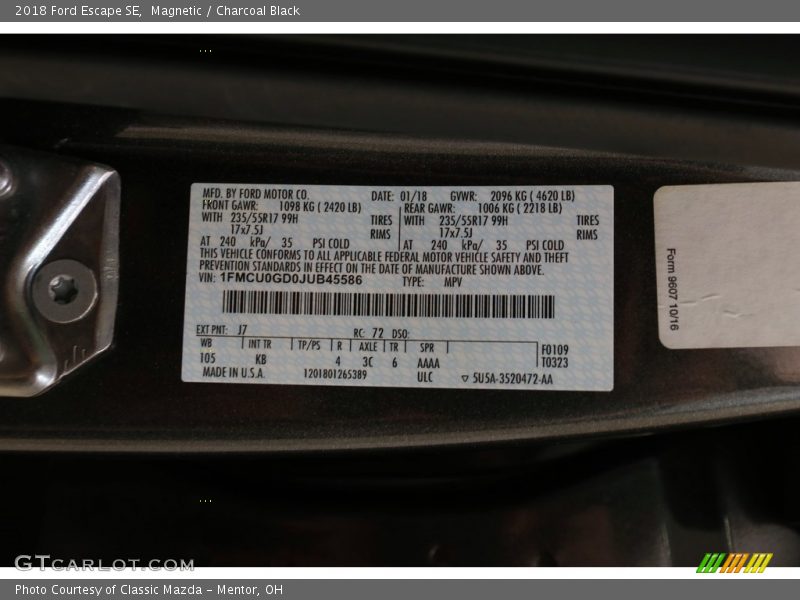 2018 Ford Escape SE,  Magnetic / Charcoal Black
MFD. BY FORD MOTOR CO. DATE: 01/18 GVWR: 2096 KG ( 4620 LB)
FRONT GAWR: 1098 KG ( 2420 LB) REAR GAWR: 1006 KG ( 2218 LB)
WITH 235/55R17 99H TIRES WITH 235/55R17 99H TIRES
17x7.5J RIMS 17x7.5J RIMS
AT 240 kPa/ 35 PSI COLD AT 240 kPa/ 35 PSI COLD
THIS VEHICLE CONFORMS TO ALL APPLICABLE FEDERAL MOTOR VEHICLE SAFETY AND THEFT
PREVENTION STANDARDS IN EFFECT ON THE DATE OF MANUFACTURE SHOWN ABOVE.
VIN: 1FMCU0GD0JUB45586 TYPE: MPV
EXT PNT: J7 RC: 72 DSO:
WB INT TR TP/PS R AXLE TR SPR F0109
105 KB 4 3C 6 AAAA T0323
MADE IN U.S.A. 1201801265389 ULC ▽ 5U5A-3520472-AA
Form 9607 10/16
GTCARLOT.COM
Photo Courtesy of Classic Mazda - Mentor, OH